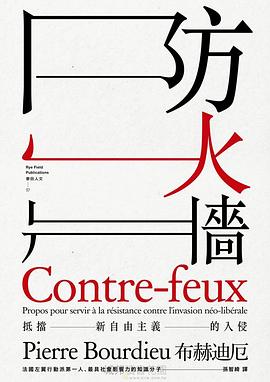 防火牆
Rye Field
Publications
麥田人文
Contre-feux
Propos pour servir à la résistance contre l'invasion néo-libérale
抵擋——新自由主義——的入侵
Pierre Bourdieu 布赫迪厄
法國左翼行動派第一人、最具社會影響力的知識分子
孫智綺 譯